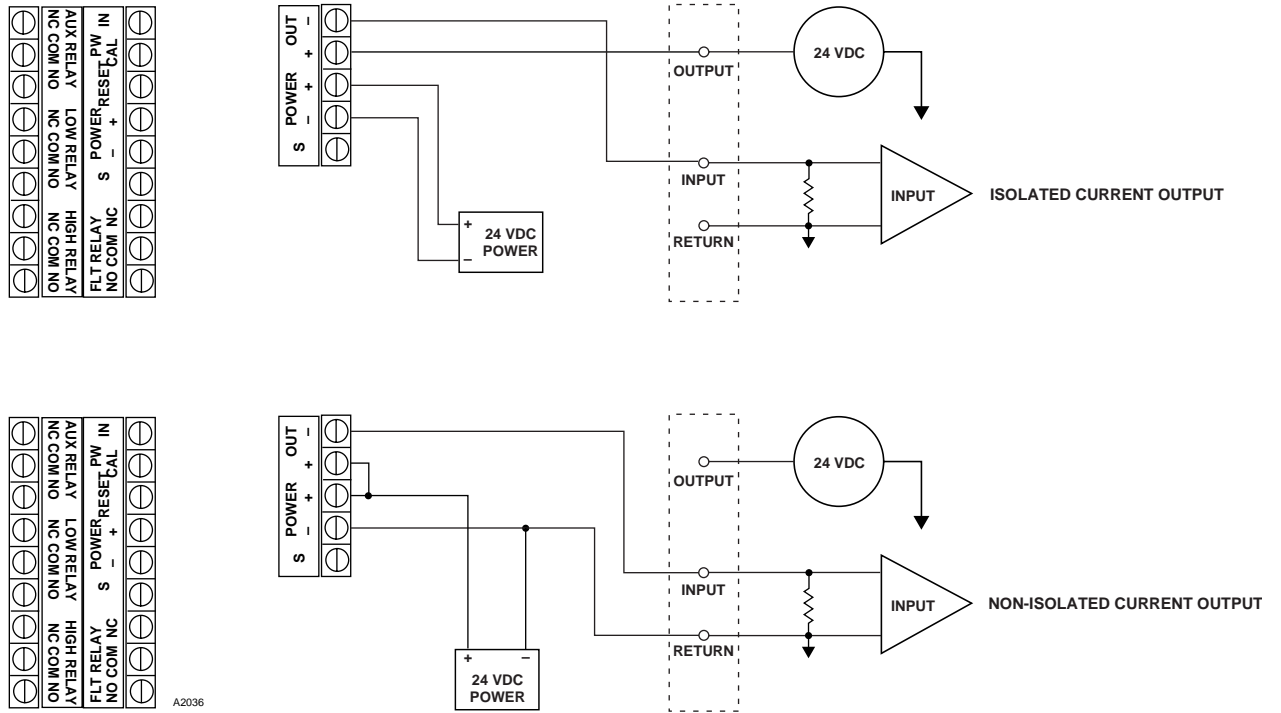 AUX RELAY
NC COM NO
LOW RELAY
NC COM NO
HIGH RELAY
NC COM NO
PW IN
RESET CAL
S POWER
– +
FLT RELAY
NO COM NC
OUT
– +
POWER
+ –
S
24 VDC
POWER
+
–
OUTPUT
INPUT
RETURN
24 VDC
INPUT
ISOLATED CURRENT OUTPUT
AUX RELAY
NC COM NO
LOW RELAY
NC COM NO
HIGH RELAY
NC COM NO
PW IN
RESET CAL
S POWER
– +
FLT RELAY
NO COM NC
A2036
OUT
– +
POWER
+ –
S
+ –
24 VDC
POWER
OUTPUT
INPUT
RETURN
24 VDC
INPUT
NON-ISOLATED CURRENT OUTPUT